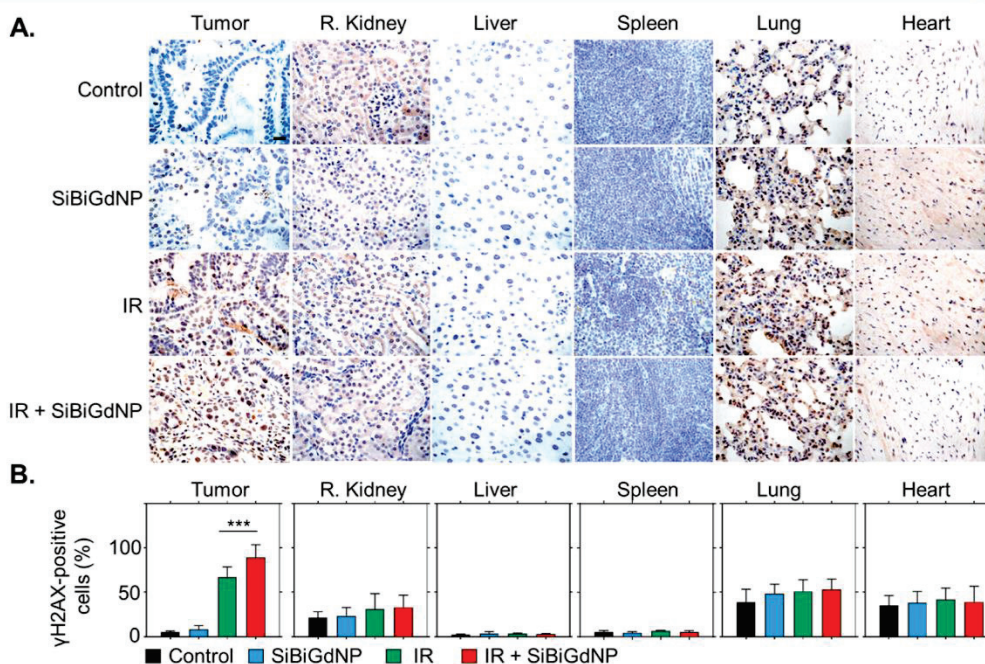 A.
Tumor R. Kidney Liver Spleen Lung Heart
Control
SiBiGdNP
IR
IR + SiBiGdNP
B.
Tumor R. Kidney Liver Spleen Lung Heart
γH2AX-positive
cells (%)
100
50
0
***
Control SiBiGdNP IR IR + SiBiGdNP